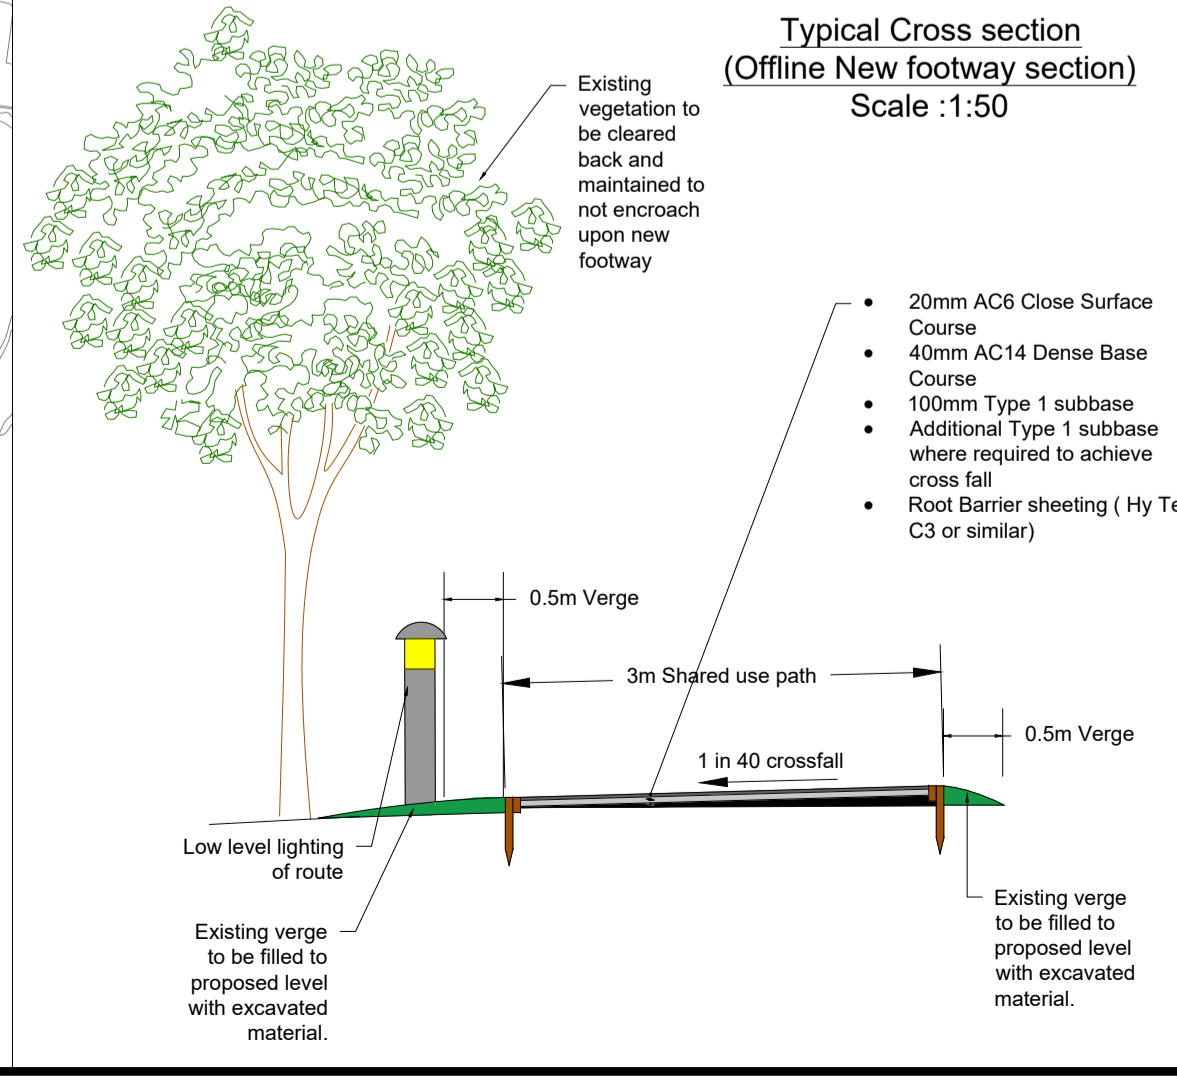 Typical Cross section
(Offline New footway section)
Scale :1:50
Existing
vegetation to
be cleared
back and
maintained to
not encroach
upon new
footway
• 20mm AC6 Close Surface
Course
• 40mm AC14 Dense Base
Course
• 100mm Type 1 subbase
• Additional Type 1 subbase
where required to achieve
cross fall
• Root Barrier sheeting ( Hy Te
C3 or similar)
0.5m Verge
3m Shared use path
0.5m Verge
1 in 40 crossfall
Low level lighting
of route
Existing verge
to be filled to
proposed level
with excavated
material.
Existing verge
to be filled to
proposed level
with excavated
material.